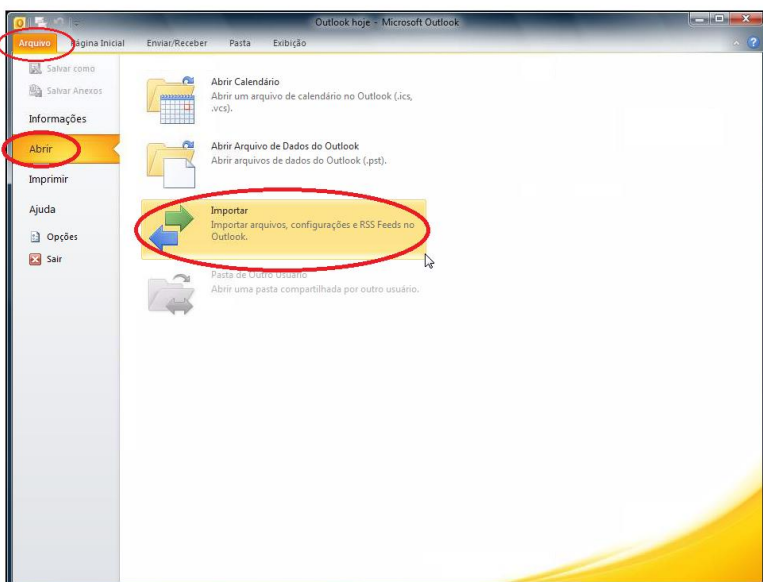 Outlook hoje - Microsoft Outlook
Arquivo Página Inicial Enviar/Receber Pasta Exibição
Salvar como
Salvar Anexos
Informações
Abrir
Imprimir
Ajuda
Opções
Sair
Abrir Calendário
Abrir um arquivo de calendário no Outlook (.ics,
.vcs).
Abrir Arquivo de Dados do Outlook
Abrir arquivos de dados do Outlook (.pst).
Importar
Importar arquivos, configurações e RSS Feeds no
Outlook.
Pasta de Outro Usuário
Abrir uma pasta compartilhada por outro usuário.